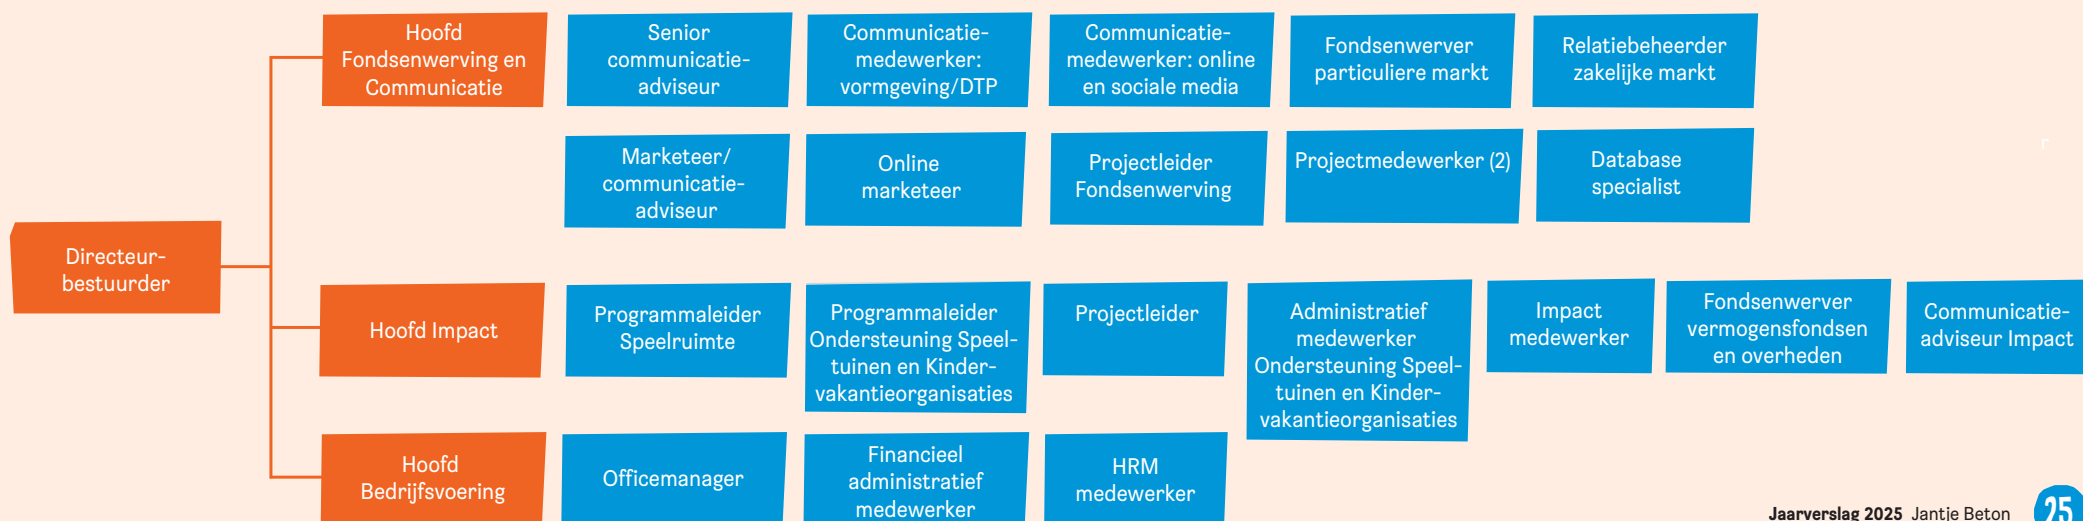 Hoofd
Fondsenwerving en
Communicatie
Senior
communicatie-
adviseur
Communicatie-
medewerker:
vormgeving/DTP
Communicatie-
medewerker: online
en sociale media
Fondsenwerver
particuliere markt
Relatiebeheerder
zakelijke markt
Marketeer/
communicatie-
adviseur
Online
marketeer
Projectleider
Fondsenwerving
Projectmedewerker (2)
Database
specialist
r
Directeur-
bestuurder
Hoofd Impact
Programmaleider
Speelruimte
Programmaleider
Ondersteuning Speel-
tuinen en Kinder-
vakantieorganisaties
Projectleider
Administratief
medewerker
Ondersteuning Speel-
tuinen en Kinder-
vakantieorganisaties
Impact
medewerker
Fondsenwerver
vermogensfondsen
en overheden
Communicatie-
adviseur Impact
Hoofd
Bedrijfsvoering
Officemanager
Financieel
administratief
medewerker
HRM
medewerker
Jaarverslag 2025 Jantje Beton 25